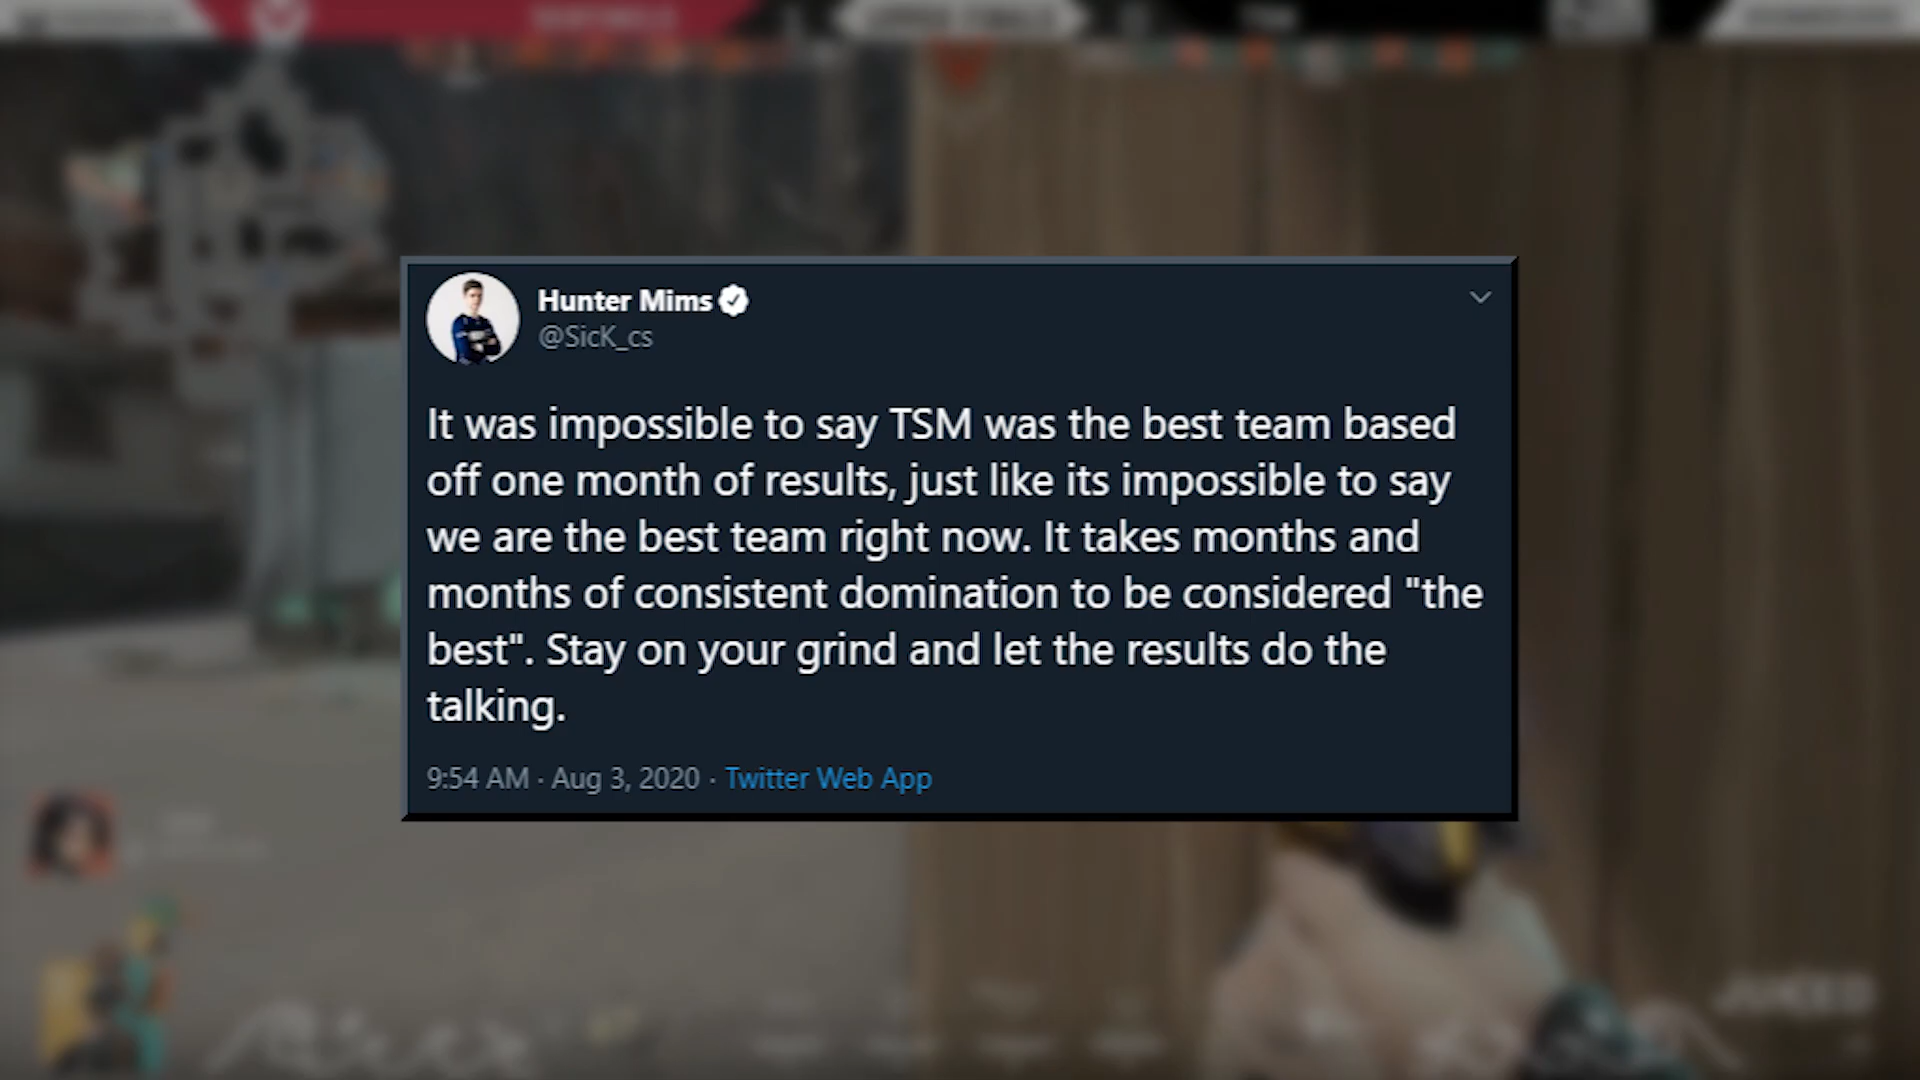 Hunter Mims
@SicK_cs
It was impossible to say TSM was the best team based
off one month of results, just like its impossible to say
we are the best team right now. It takes months and
months of consistent domination to be considered "the
best". Stay on your grind and let the results do the
talking.
9:54 AM · Aug 3, 2020 · Twitter Web App